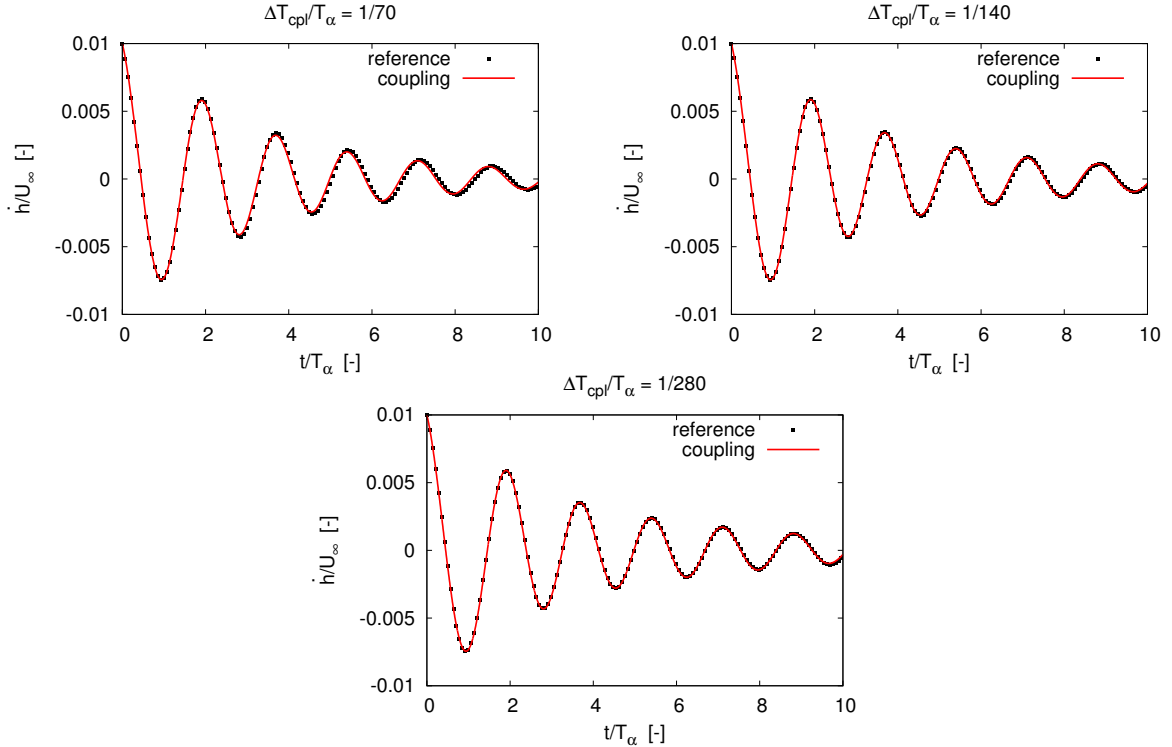 ΔT_cpl/T_α = 1/70
reference
coupling
0.01
0.005
0
-0.005
-0.01
ḣ/U_∞ [-]
0 2 4 6 8 10
t/T_α [-]
ΔT_cpl/T_α = 1/140
reference
coupling
0.01
0.005
0
-0.005
-0.01
ḣ/U_∞ [-]
0 2 4 6 8 10
t/T_α [-]
ΔT_cpl/T_α = 1/280
reference
coupling
0.01
0.005
0
-0.005
-0.01
ḣ/U_∞ [-]
0 2 4 6 8 10
t/T_α [-]